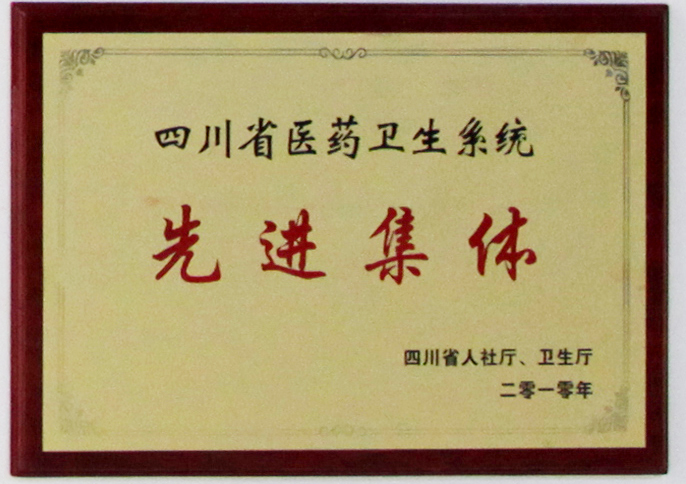 四川省医药卫生系统
先进集体
四川省人社厅、卫生厅
二零一零年